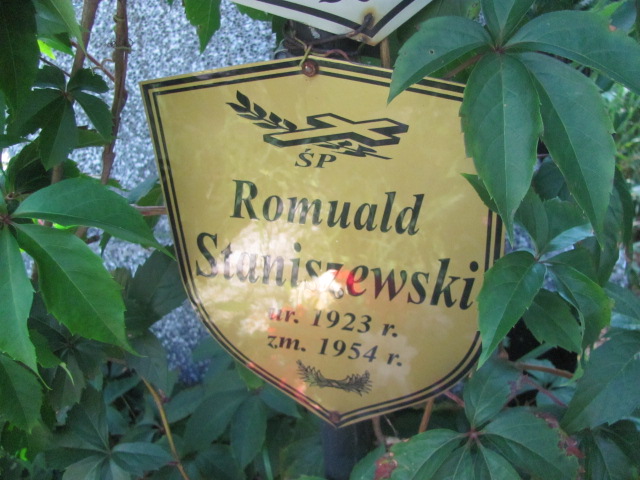 ŚP
Romuald
Staniszewski
ur. 1923 r.
zm. 1954 r.